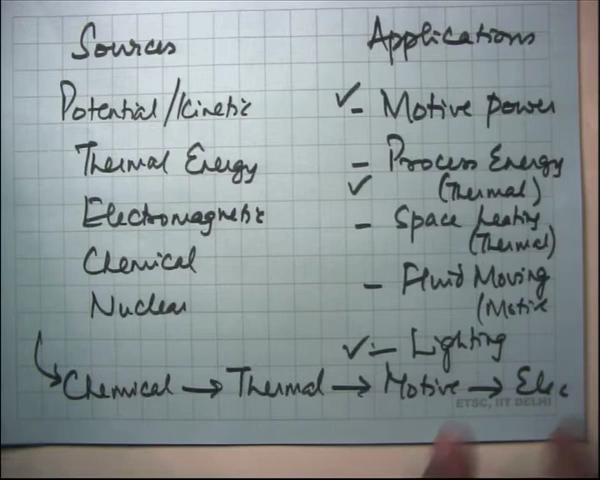 Sources Applications
Potential/Kinetic ✓ - Motive power
Thermal Energy - Process Energy
✓ (Thermal)
Electromagnetic - Space heating
(Thermal)
Chemical - Fluid Moving
Nuclear (Motive
✓ - Lighting
Chemical → Thermal → Motive → Elec
ETSC, IIT DELHI